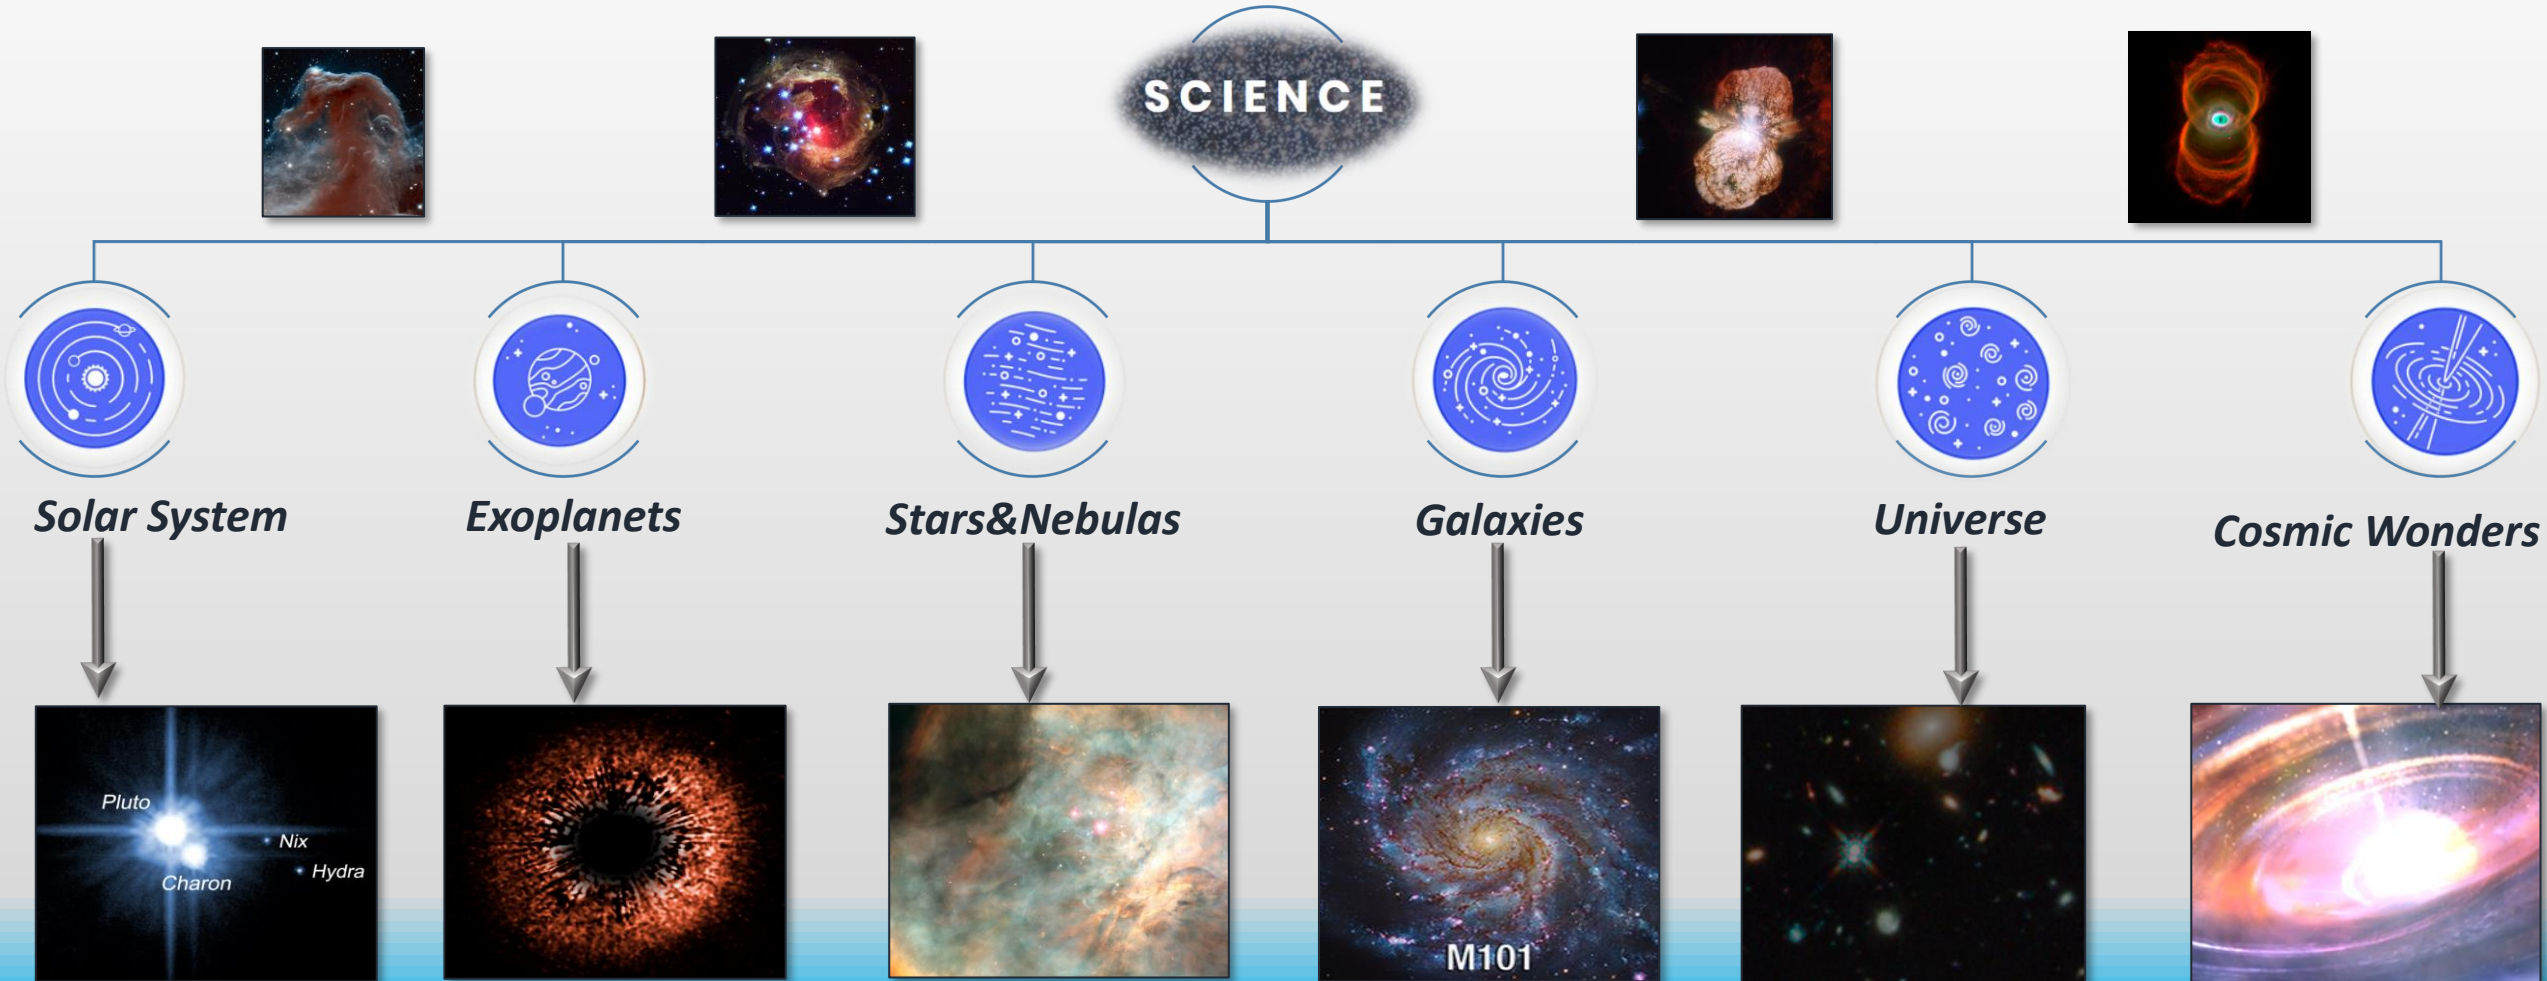 SCIENCE
Solar System
Exoplanets
Stars&Nebulas
Galaxies
Universe
Cosmic Wonders
Pluto
Nix
Hydra
Charon
M101